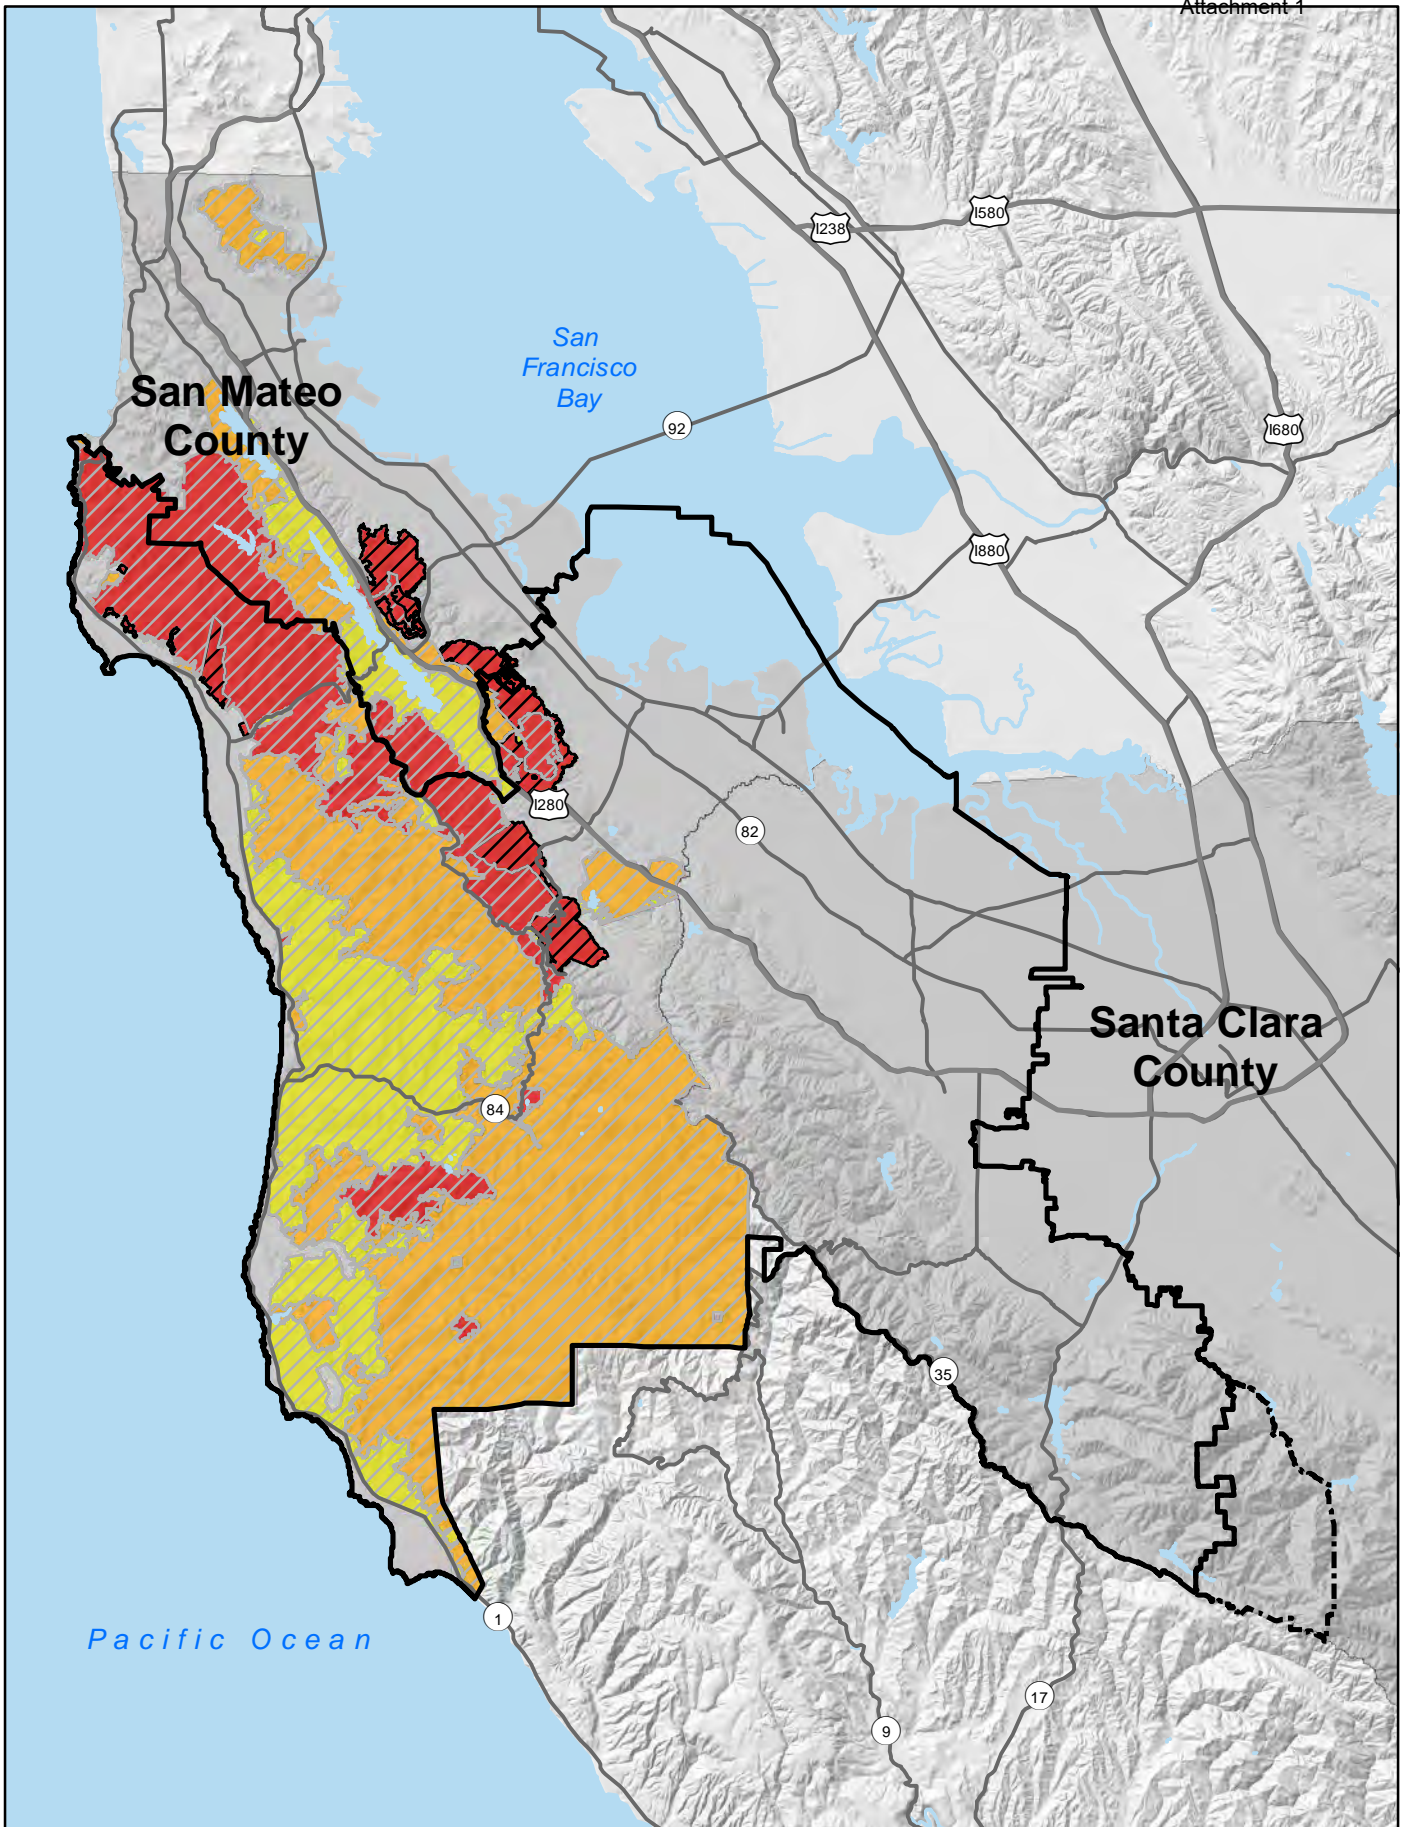 Attachment 1
I580
I238
San
Francisco
Bay
San Mateo
County
92
I680
I880
I280
82
Santa Clara
County
84
35
1
Pacific Ocean
17
9